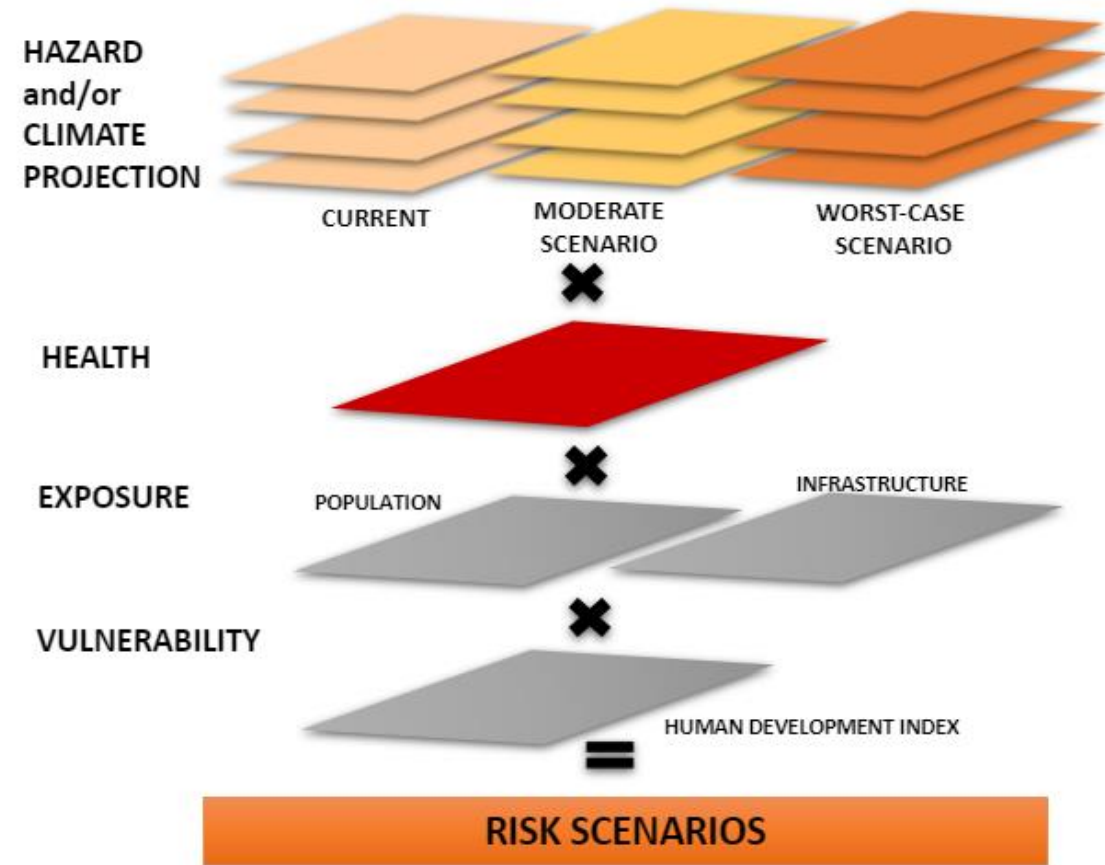 HAZARD
and/or
CLIMATE
PROJECTION
CURRENT
MODERATE
SCENARIO
WORST-CASE
SCENARIO
HEALTH
EXPOSURE
POPULATION
INFRASTRUCTURE
VULNERABILITY
HUMAN DEVELOPMENT INDEX
RISK SCENARIOS